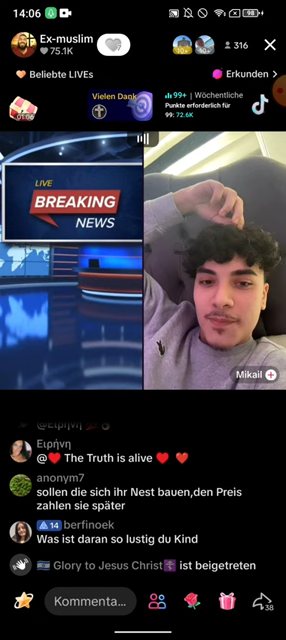 14:06
98
Ex-muslim
75.1K
316
Beliebte LIVEs
Erkunden
01:06
Vielen Dank
99+ | Wöchentliche
Punkte erforderlich für
99: 72.6K
LIVE
BREAKING
NEWS
Mikail
Ειρήνη
@❤️ The Truth is alive ❤️ ❤️
anonym7
sollen die sich ihr Nest bauen,den Preis
zahlen sie später
14 berfinoek
Was ist daran so lustig du Kind
🇮🇱 Glory to Jesus Christ✝️ ist beigetreten
Kommenta...
38